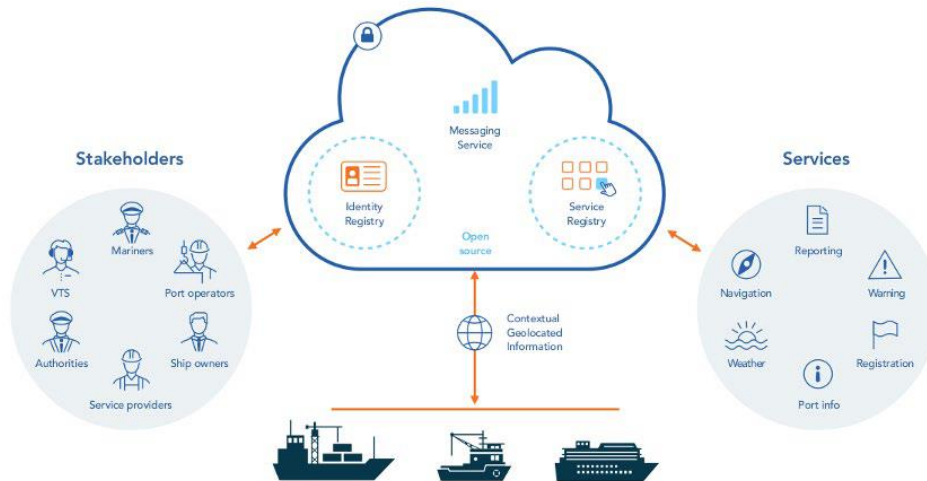 Messaging
Service
Stakeholders
Services
Identity
Registry
Service
Registry
Open
source
Mariners
VTS
Port operators
Authorities
Ship owners
Service providers
Contextual
Geolocated
Information
Reporting
Navigation
Warning
Weather
Registration
Port info